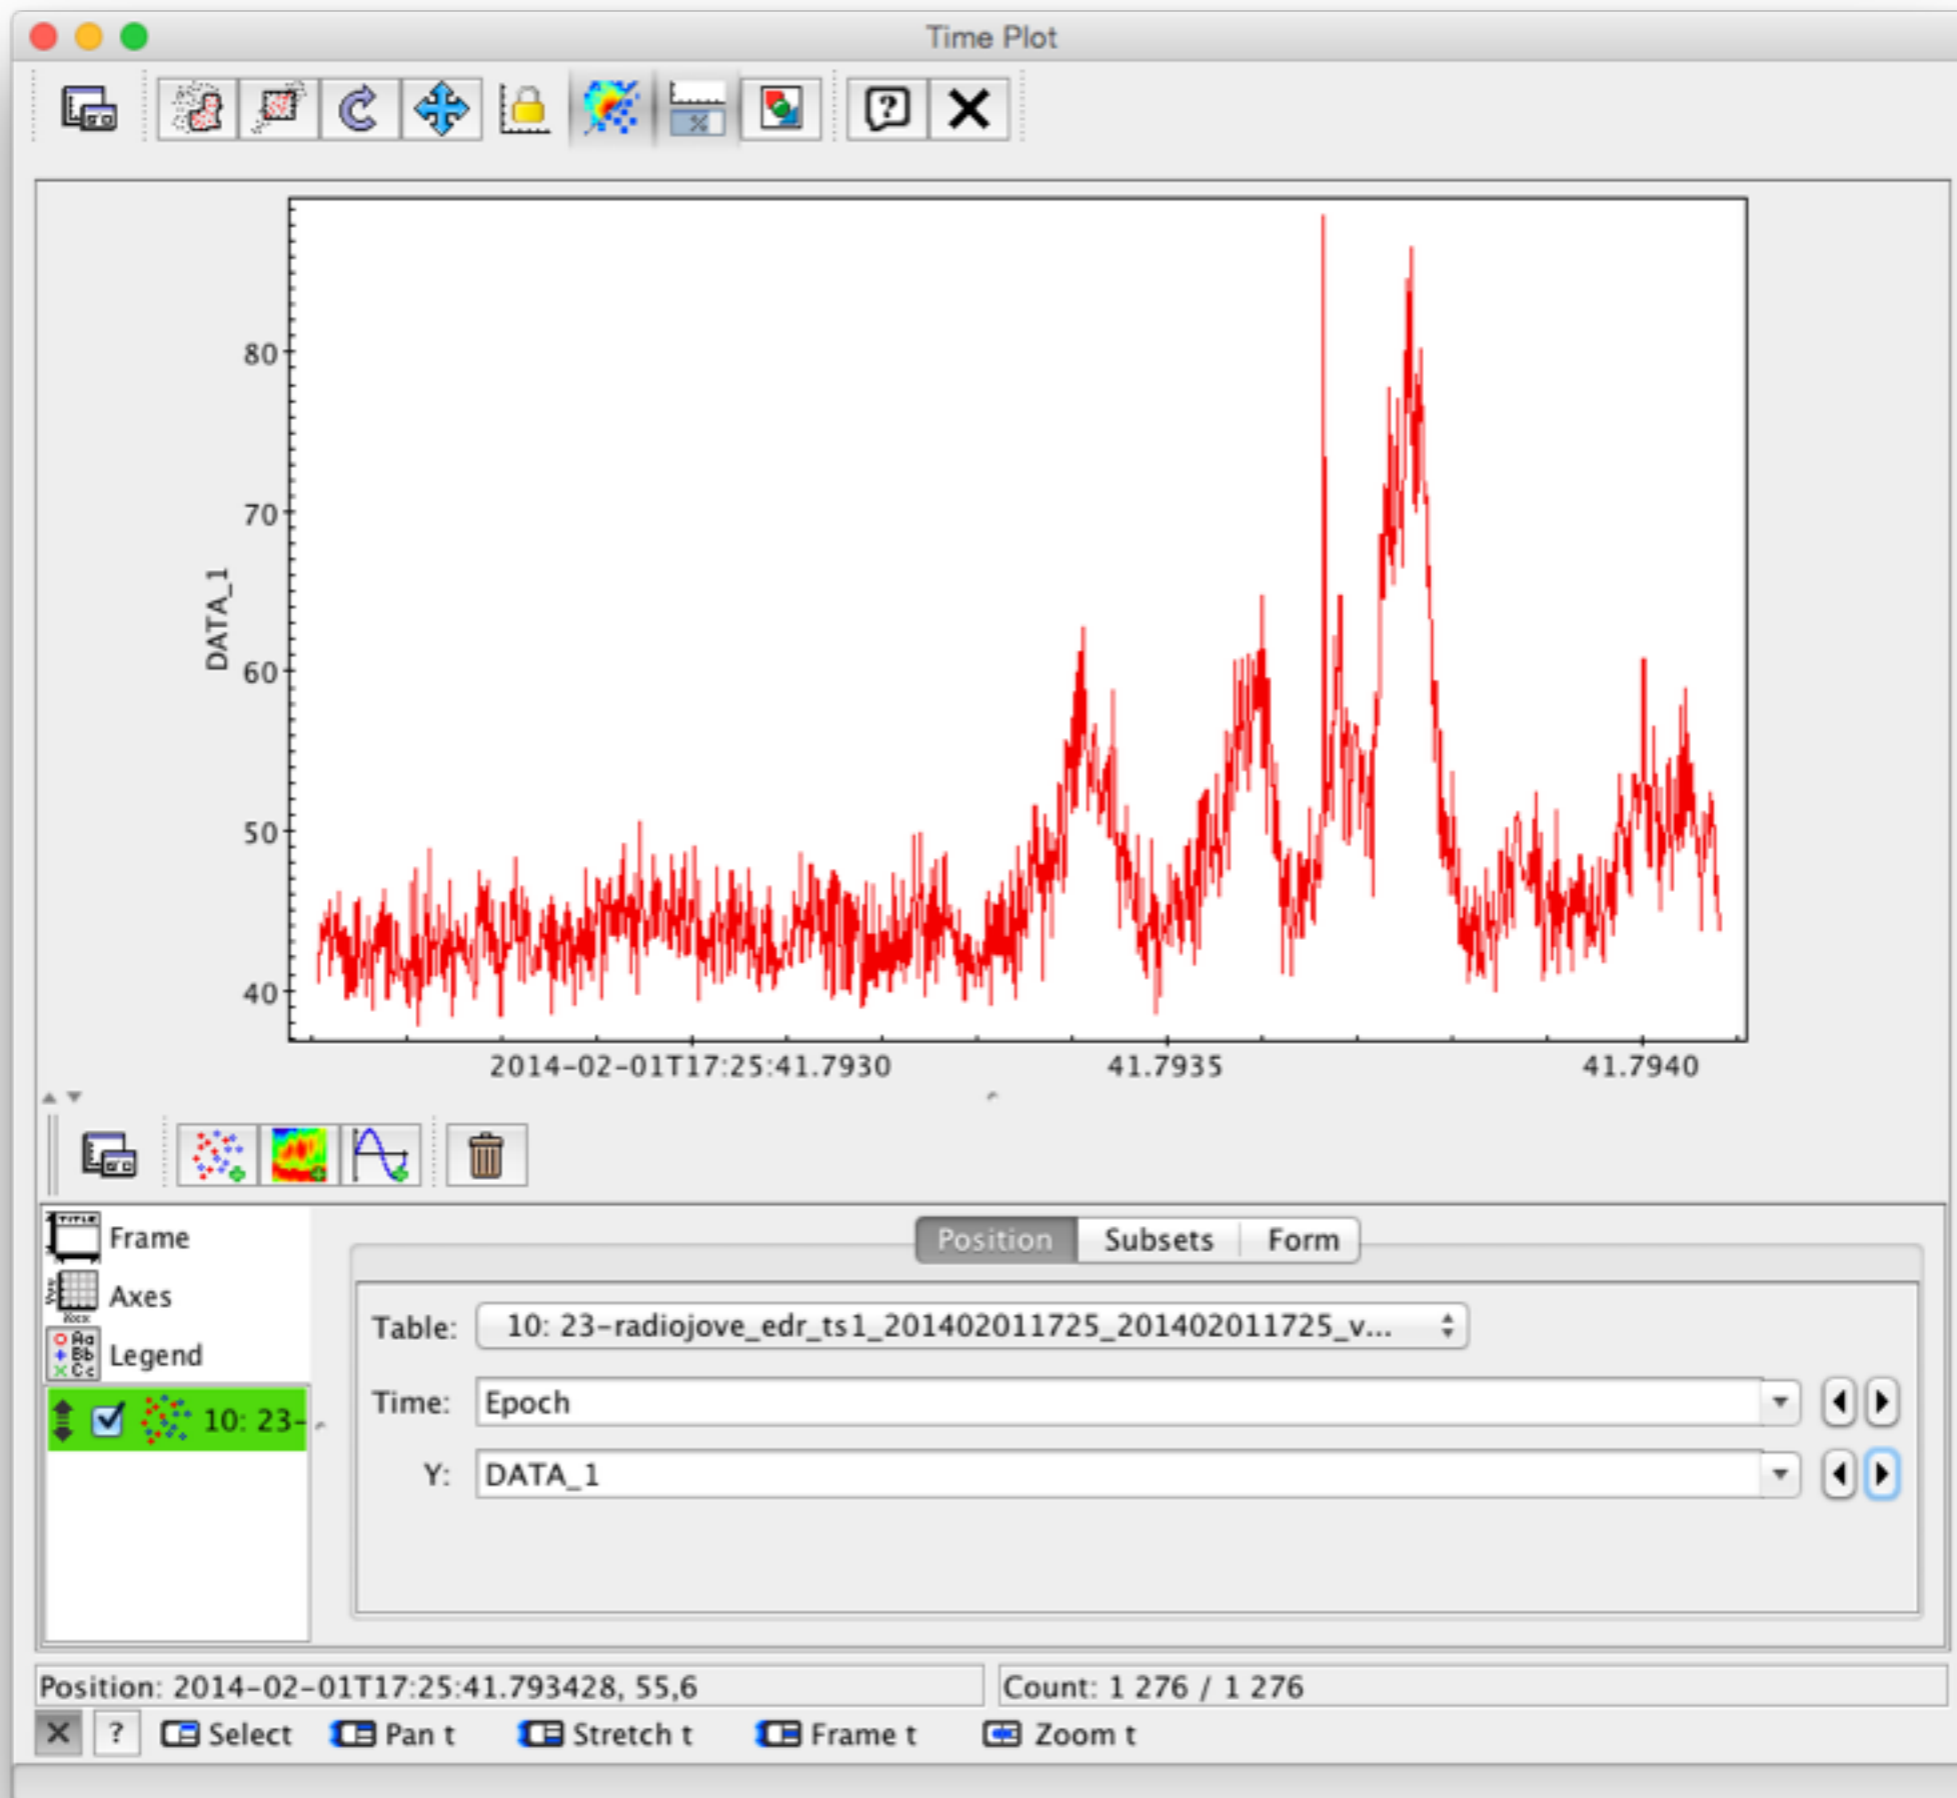 Time Plot
80
70
60
50
40
DATA_1
2014-02-01T17:25:41.7930 41.7935 41.7940
Frame
Axes
Legend
10: 23-
Position Subsets Form
Table: 10: 23-radiojove_edr_ts1_201402011725_201402011725_v...
Time: Epoch
Y: DATA_1
Position: 2014-02-01T17:25:41.793428, 55,6
Count: 1 276 / 1 276
? Select Pan t Stretch t Frame t Zoom t